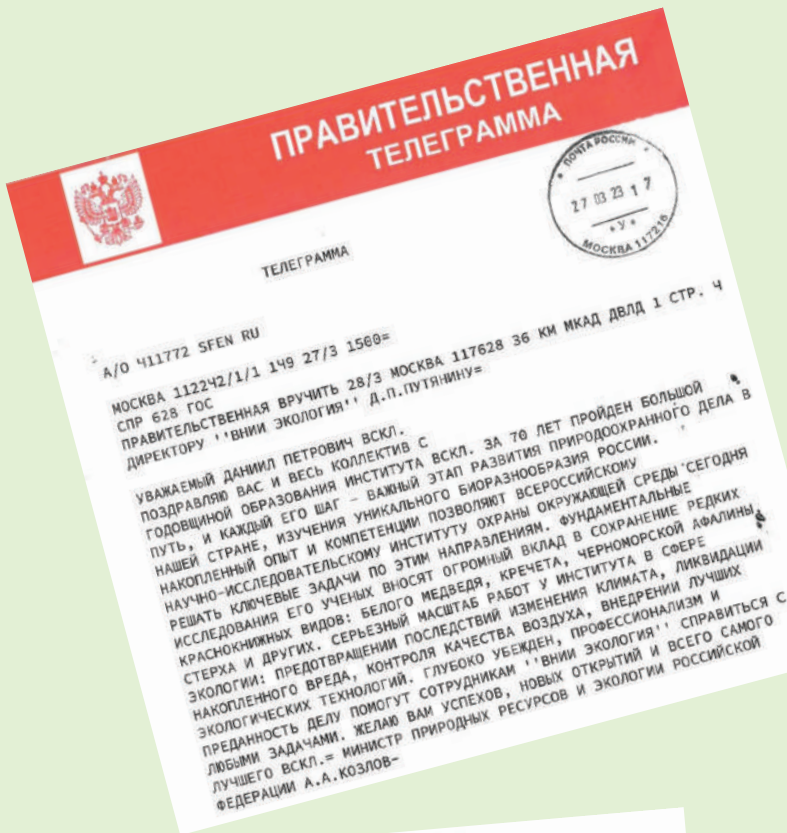 ПРАВИТЕЛЬСТВЕННАЯ
ТЕЛЕГРАММА
ПОЧТА РОССИИ
27 03 23 17
*У*
МОСКВА 117216
ТЕЛЕГРАММА
А/О 411772 SFEN RU
МОСКВА 112242/1/1 149 27/3 1500=
СПР 628 ГОС
ПРАВИТЕЛЬСТВЕННАЯ ВРУЧИТЬ 28/3 МОСКВА 117628 36 КМ МКАД ДВЛД 1 СТР. 4
ДИРЕКТОРУ ''ВНИИ ЭКОЛОГИЯ'' Д.П.ПУТЯНИНУ=
УВАЖАЕМЫЙ ДАНИИЛ ПЕТРОВИЧ ВСКЛ.
ПОЗДРАВЛЯЮ ВАС И ВЕСЬ КОЛЛЕКТИВ С
ГОДОВЩИНОЙ ОБРАЗОВАНИЯ ИНСТИТУТА ВСКЛ. ЗА 70 ЛЕТ ПРОЙДЕН БОЛЬШОЙ
ПУТЬ, И КАЖДЫЙ ЕГО ШАГ – ВАЖНЫЙ ЭТАП РАЗВИТИЯ ПРИРОДООХРАННОГО ДЕЛА В
НАШЕЙ СТРАНЕ, ИЗУЧЕНИЯ УНИКАЛЬНОГО БИОРАЗНООБРАЗИЯ РОССИИ.
НАКОПЛЕННЫЙ ОПЫТ И КОМПЕТЕНЦИИ ПОЗВОЛЯЮТ ВСЕРОССИЙСКОМУ
НАУЧНО-ИССЛЕДОВАТЕЛЬСКОМУ ИНСТИТУТУ ОХРАНЫ ОКРУЖАЮЩЕЙ СРЕДЫ СЕГОДНЯ
РЕШАТЬ КЛЮЧЕВЫЕ ЗАДАЧИ ПО ЭТИМ НАПРАВЛЕНИЯМ. ФУНДАМЕНТАЛЬНЫЕ
ИССЛЕДОВАНИЯ ЕГО УЧЕНЫХ ВНОСЯТ ОГРОМНЫЙ ВКЛАД В СОХРАНЕНИЕ РЕДКИХ
КРАСНОКНИЖНЫХ ВИДОВ: БЕЛОГО МЕДВЕДЯ, КРЕЧЕТА, ЧЕРНОМОРСКОЙ АФАЛИНЫ,
СТЕРХА И ДРУГИХ. СЕРЬЕЗНЫЙ МАСШТАБ РАБОТ У ИНСТИТУТА В СФЕРЕ
ЭКОЛОГИИ: ПРЕДОТВРАЩЕНИИ ПОСЛЕДСТВИЙ ИЗМЕНЕНИЯ КЛИМАТА, ЛИКВИДАЦИИ
НАКОПЛЕННОГО ВРЕДА, КОНТРОЛЯ КАЧЕСТВА ВОЗДУХА, ВНЕДРЕНИИ ЛУЧШИХ
ЭКОЛОГИЧЕСКИХ ТЕХНОЛОГИЙ. ГЛУБОКО УБЕЖДЕН, ПРОФЕССИОНАЛИЗМ И
ПРЕДАННОСТЬ ДЕЛУ ПОМОГУТ СОТРУДНИКАМ ''ВНИИ ЭКОЛОГИЯ'' СПРАВИТЬСЯ С
ЛЮБЫМИ ЗАДАЧАМИ. ЖЕЛАЮ ВАМ УСПЕХОВ, НОВЫХ ОТКРЫТИЙ И ВСЕГО САМОГО
ЛУЧШЕГО ВСКЛ.= МИНИСТР ПРИРОДНЫХ РЕСУРСОВ И ЭКОЛОГИИ РОССИЙСКОЙ
ФЕДЕРАЦИИ А.А.КОЗЛОВ-